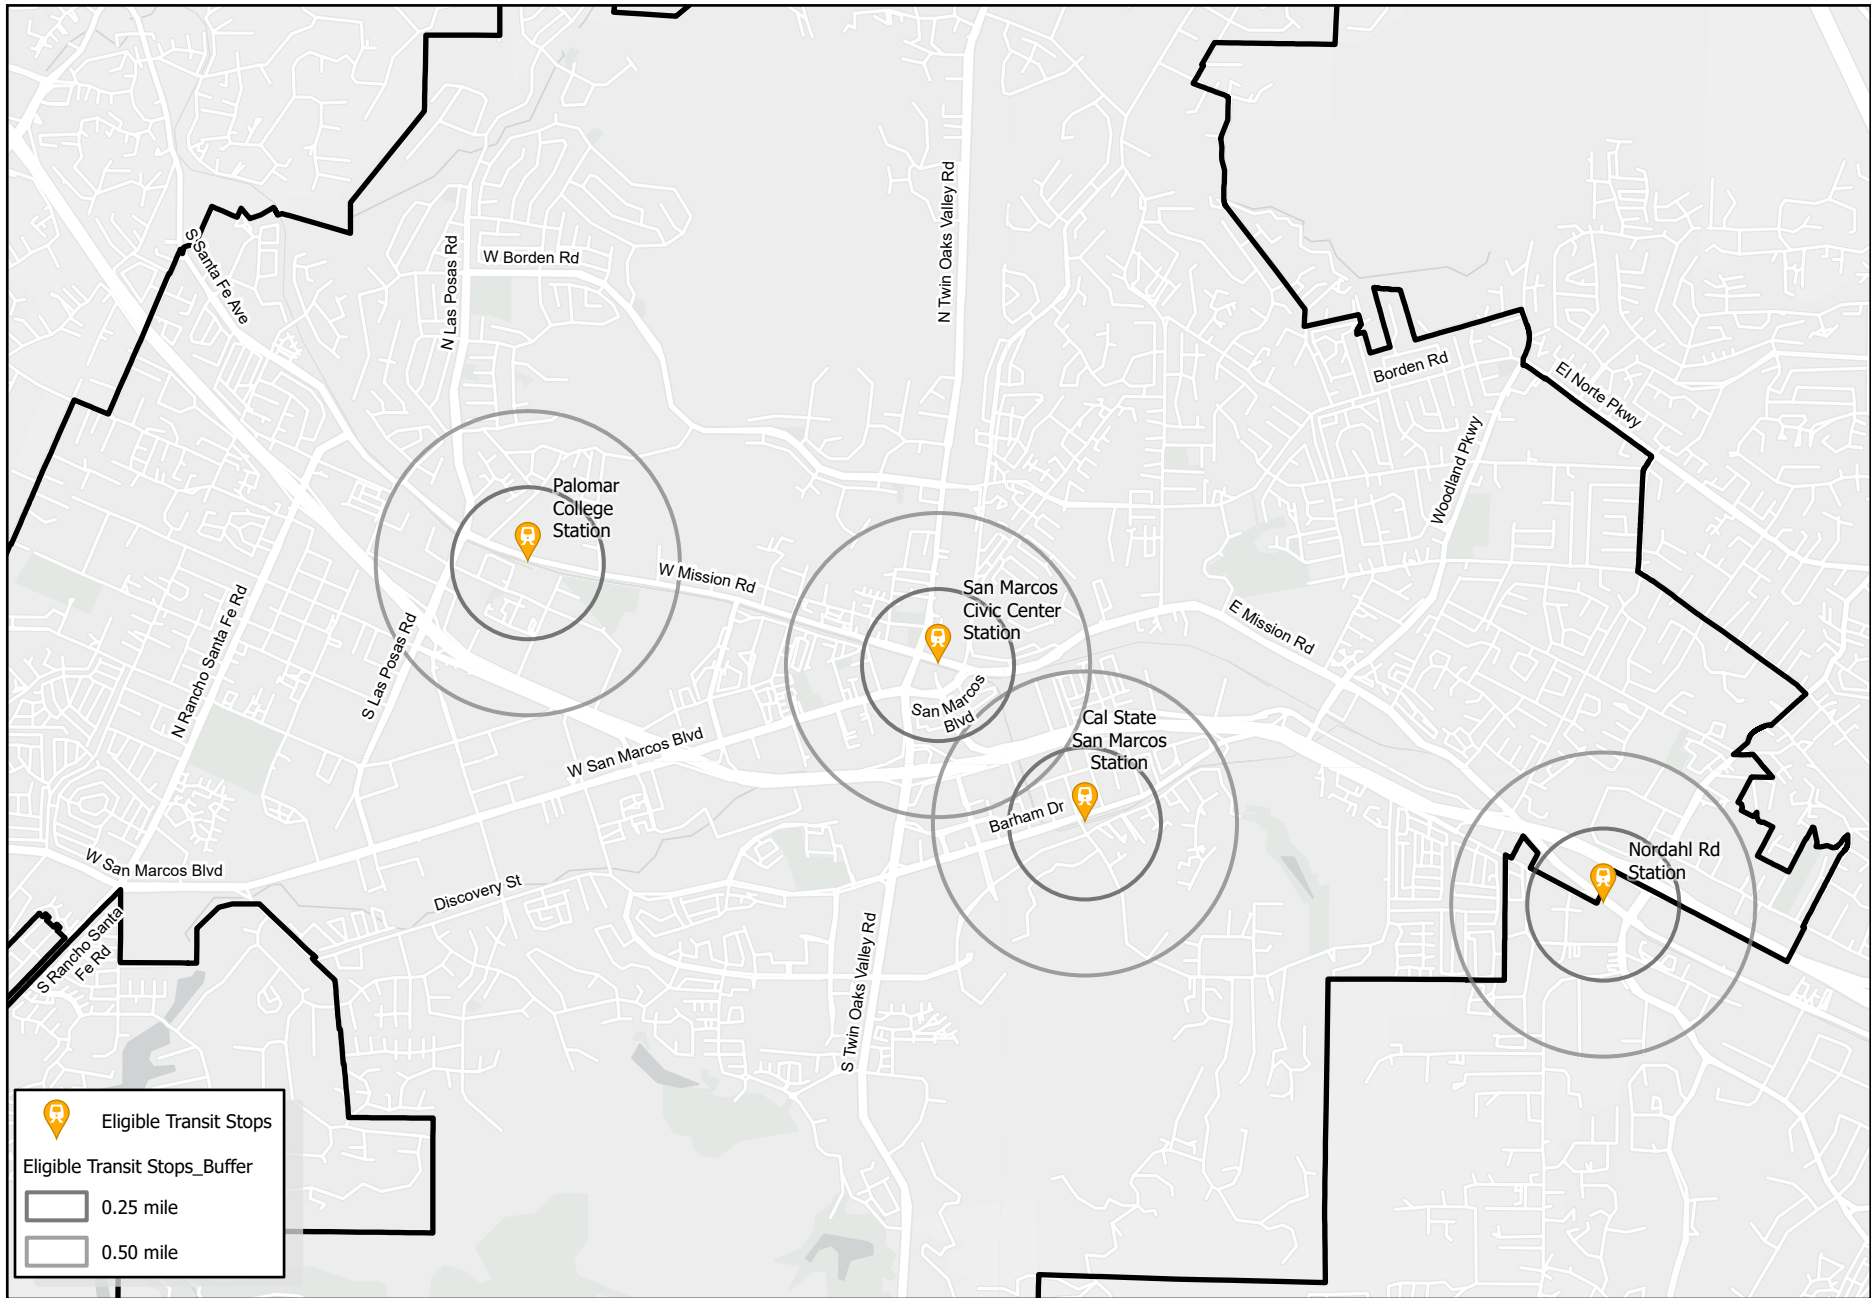 S Santa Fe Ave
N Las Posas Rd
W Borden Rd
N Twin Oaks Valley Rd
Borden Rd
El Norte Pkwy
Woodland Pkwy
Palomar
College
Station
W Mission Rd
San Marcos
Civic Center
Station
E Mission Rd
N Rancho Santa Fe Rd
S Las Posas Rd
San Marcos
Blvd
Cal State
San Marcos
Station
W San Marcos Blvd
Barham Dr
Nordahl Rd
Station
W San Marcos Blvd
Discovery St
S Rancho Santa
Fe Rd
S Twin Oaks Valley Rd
Eligible Transit Stops
Eligible Transit Stops_Buffer
0.25 mile
0.50 mile